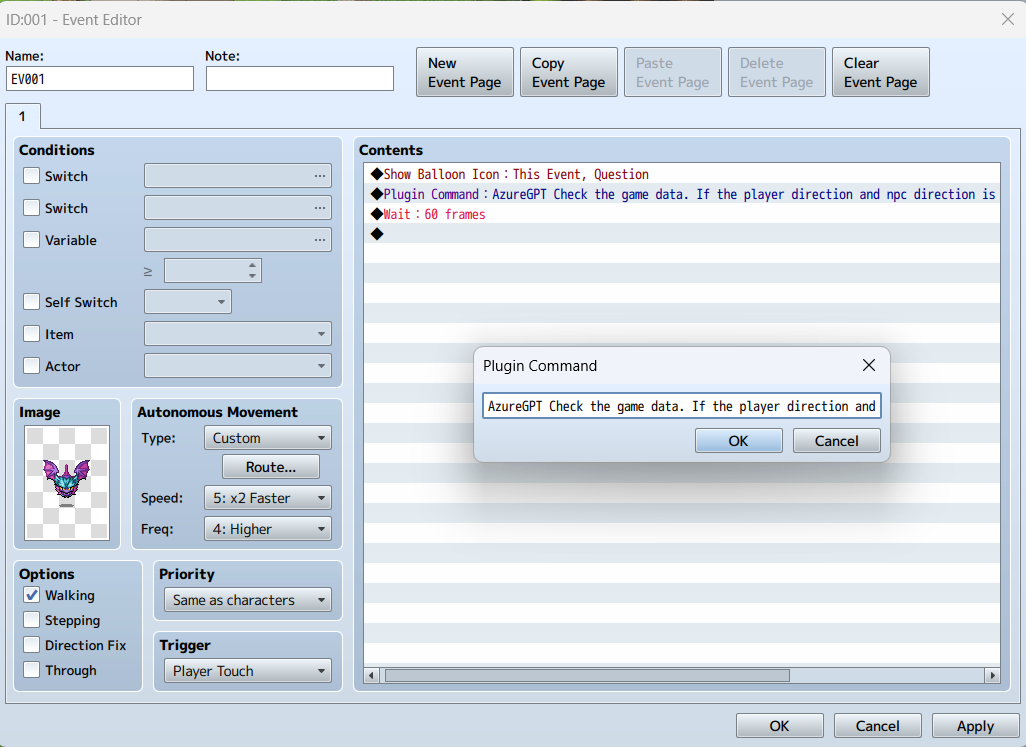 ID:001 - Event Editor
Name:
Note:
EV001
New
Event Page
Copy
Event Page
Paste
Event Page
Delete
Event Page
Clear
Event Page
1
Conditions
Switch
...
Switch
...
Variable
...
≥
Self Switch
Item
Actor
Image
Autonomous Movement
Type:
Custom
Route...
Speed:
5: x2 Faster
Freq:
4: Higher
Options
Walking
Stepping
Direction Fix
Through
Priority
Same as characters
Trigger
Player Touch
Contents
◆Show Balloon Icon：This Event, Question
◆Plugin Command：AzureGPT Check the game data. If the player direction and npc direction is
◆Wait：60 frames
◆
Plugin Command
AzureGPT Check the game data. If the player direction and
OK
Cancel
OK
Cancel
Apply